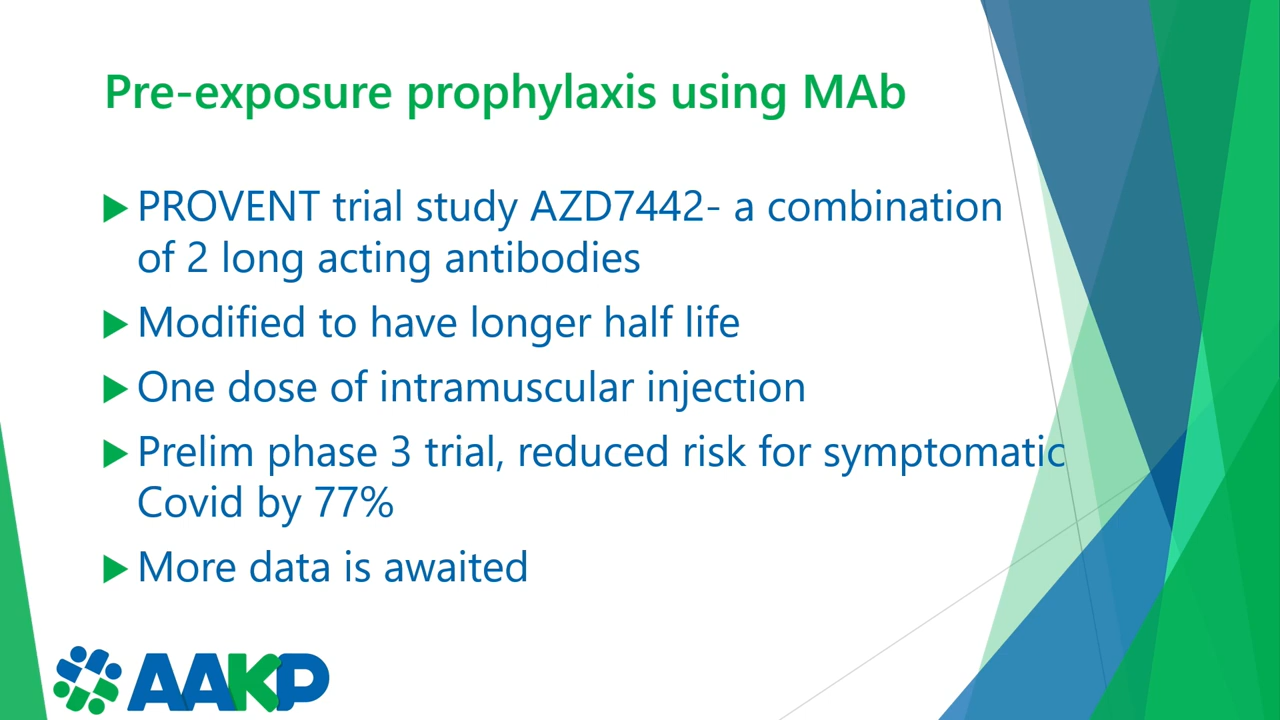 Pre-exposure prophylaxis using MAb
PROVENT trial study AZD7442- a combination
of 2 long acting antibodies
Modified to have longer half life
One dose of intramuscular injection
Prelim phase 3 trial, reduced risk for symptomatic
Covid by 77%
More data is awaited
AAKP